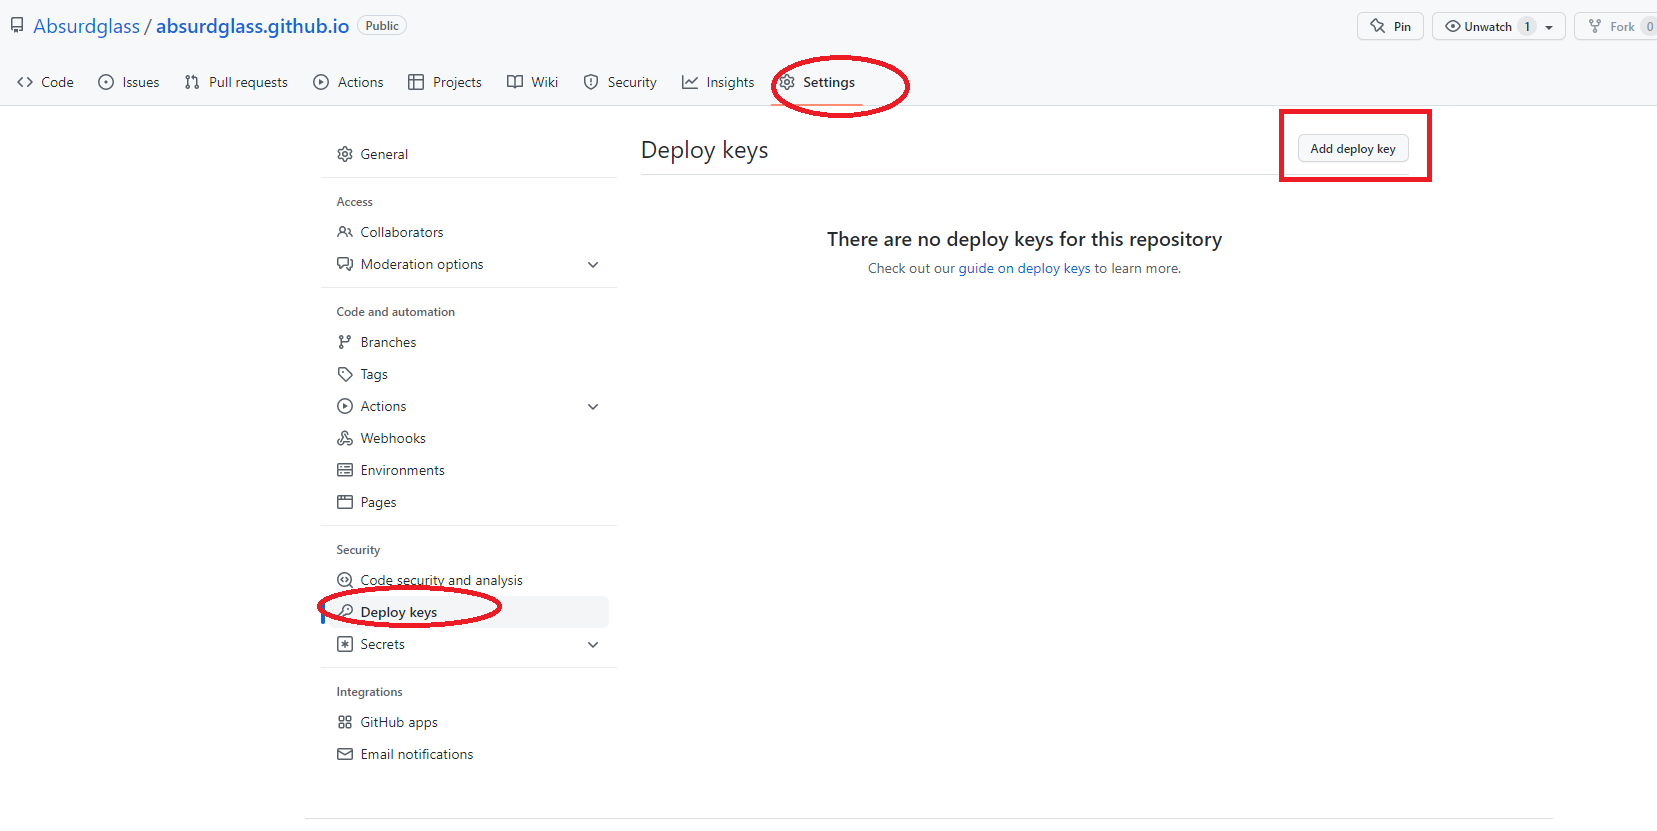 Absurdglass / absurdglass.github.io Public
Pin Unwatch 1 Fork 0
Code Issues Pull requests Actions Projects Wiki Security Insights Settings
General
Access
Collaborators
Moderation options
Code and automation
Branches
Tags
Actions
Webhooks
Environments
Pages
Security
Code security and analysis
Deploy keys
Secrets
Integrations
GitHub apps
Email notifications
Deploy keys
Add deploy key
There are no deploy keys for this repository
Check out our guide on deploy keys to learn more.